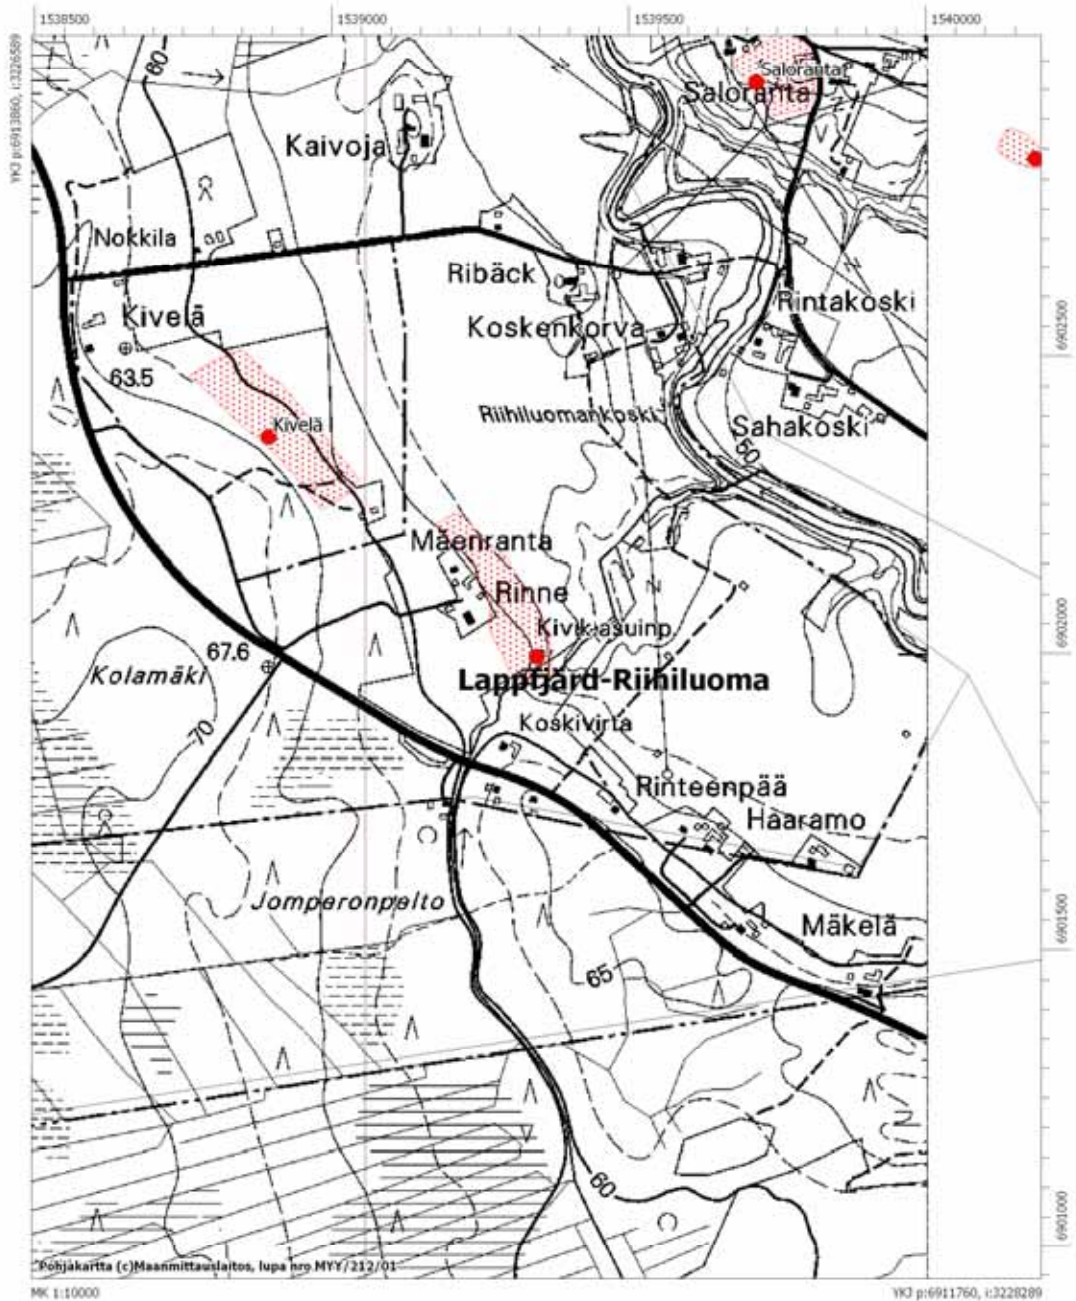 1538500
1539000
1539500
1540000
YKJ p:6913860, i:3226589
60
Saloranta
Saloranta
Kaivoja
Nokkila
Ribäck
Rintakoski
Kivelä
Koskenkorva
6902500
63.5
Riihiluomankoski
Kivelä
Sahakoski
50
Mäenranta
Rinne
6902000
Kivik.asuinp.
67.6
Kolamäki
Lappfjärd-Riihiluoma
Koskivirta
70
Rinteenpää
Haaramo
Jomperonpelto
Mäkelä
6901500
65
60
6901000
Pohjakartta (c)Maanmittauslaitos, lupa nro MYY/212/01
MK 1:10000
YKJ p:6911760, i:3228289